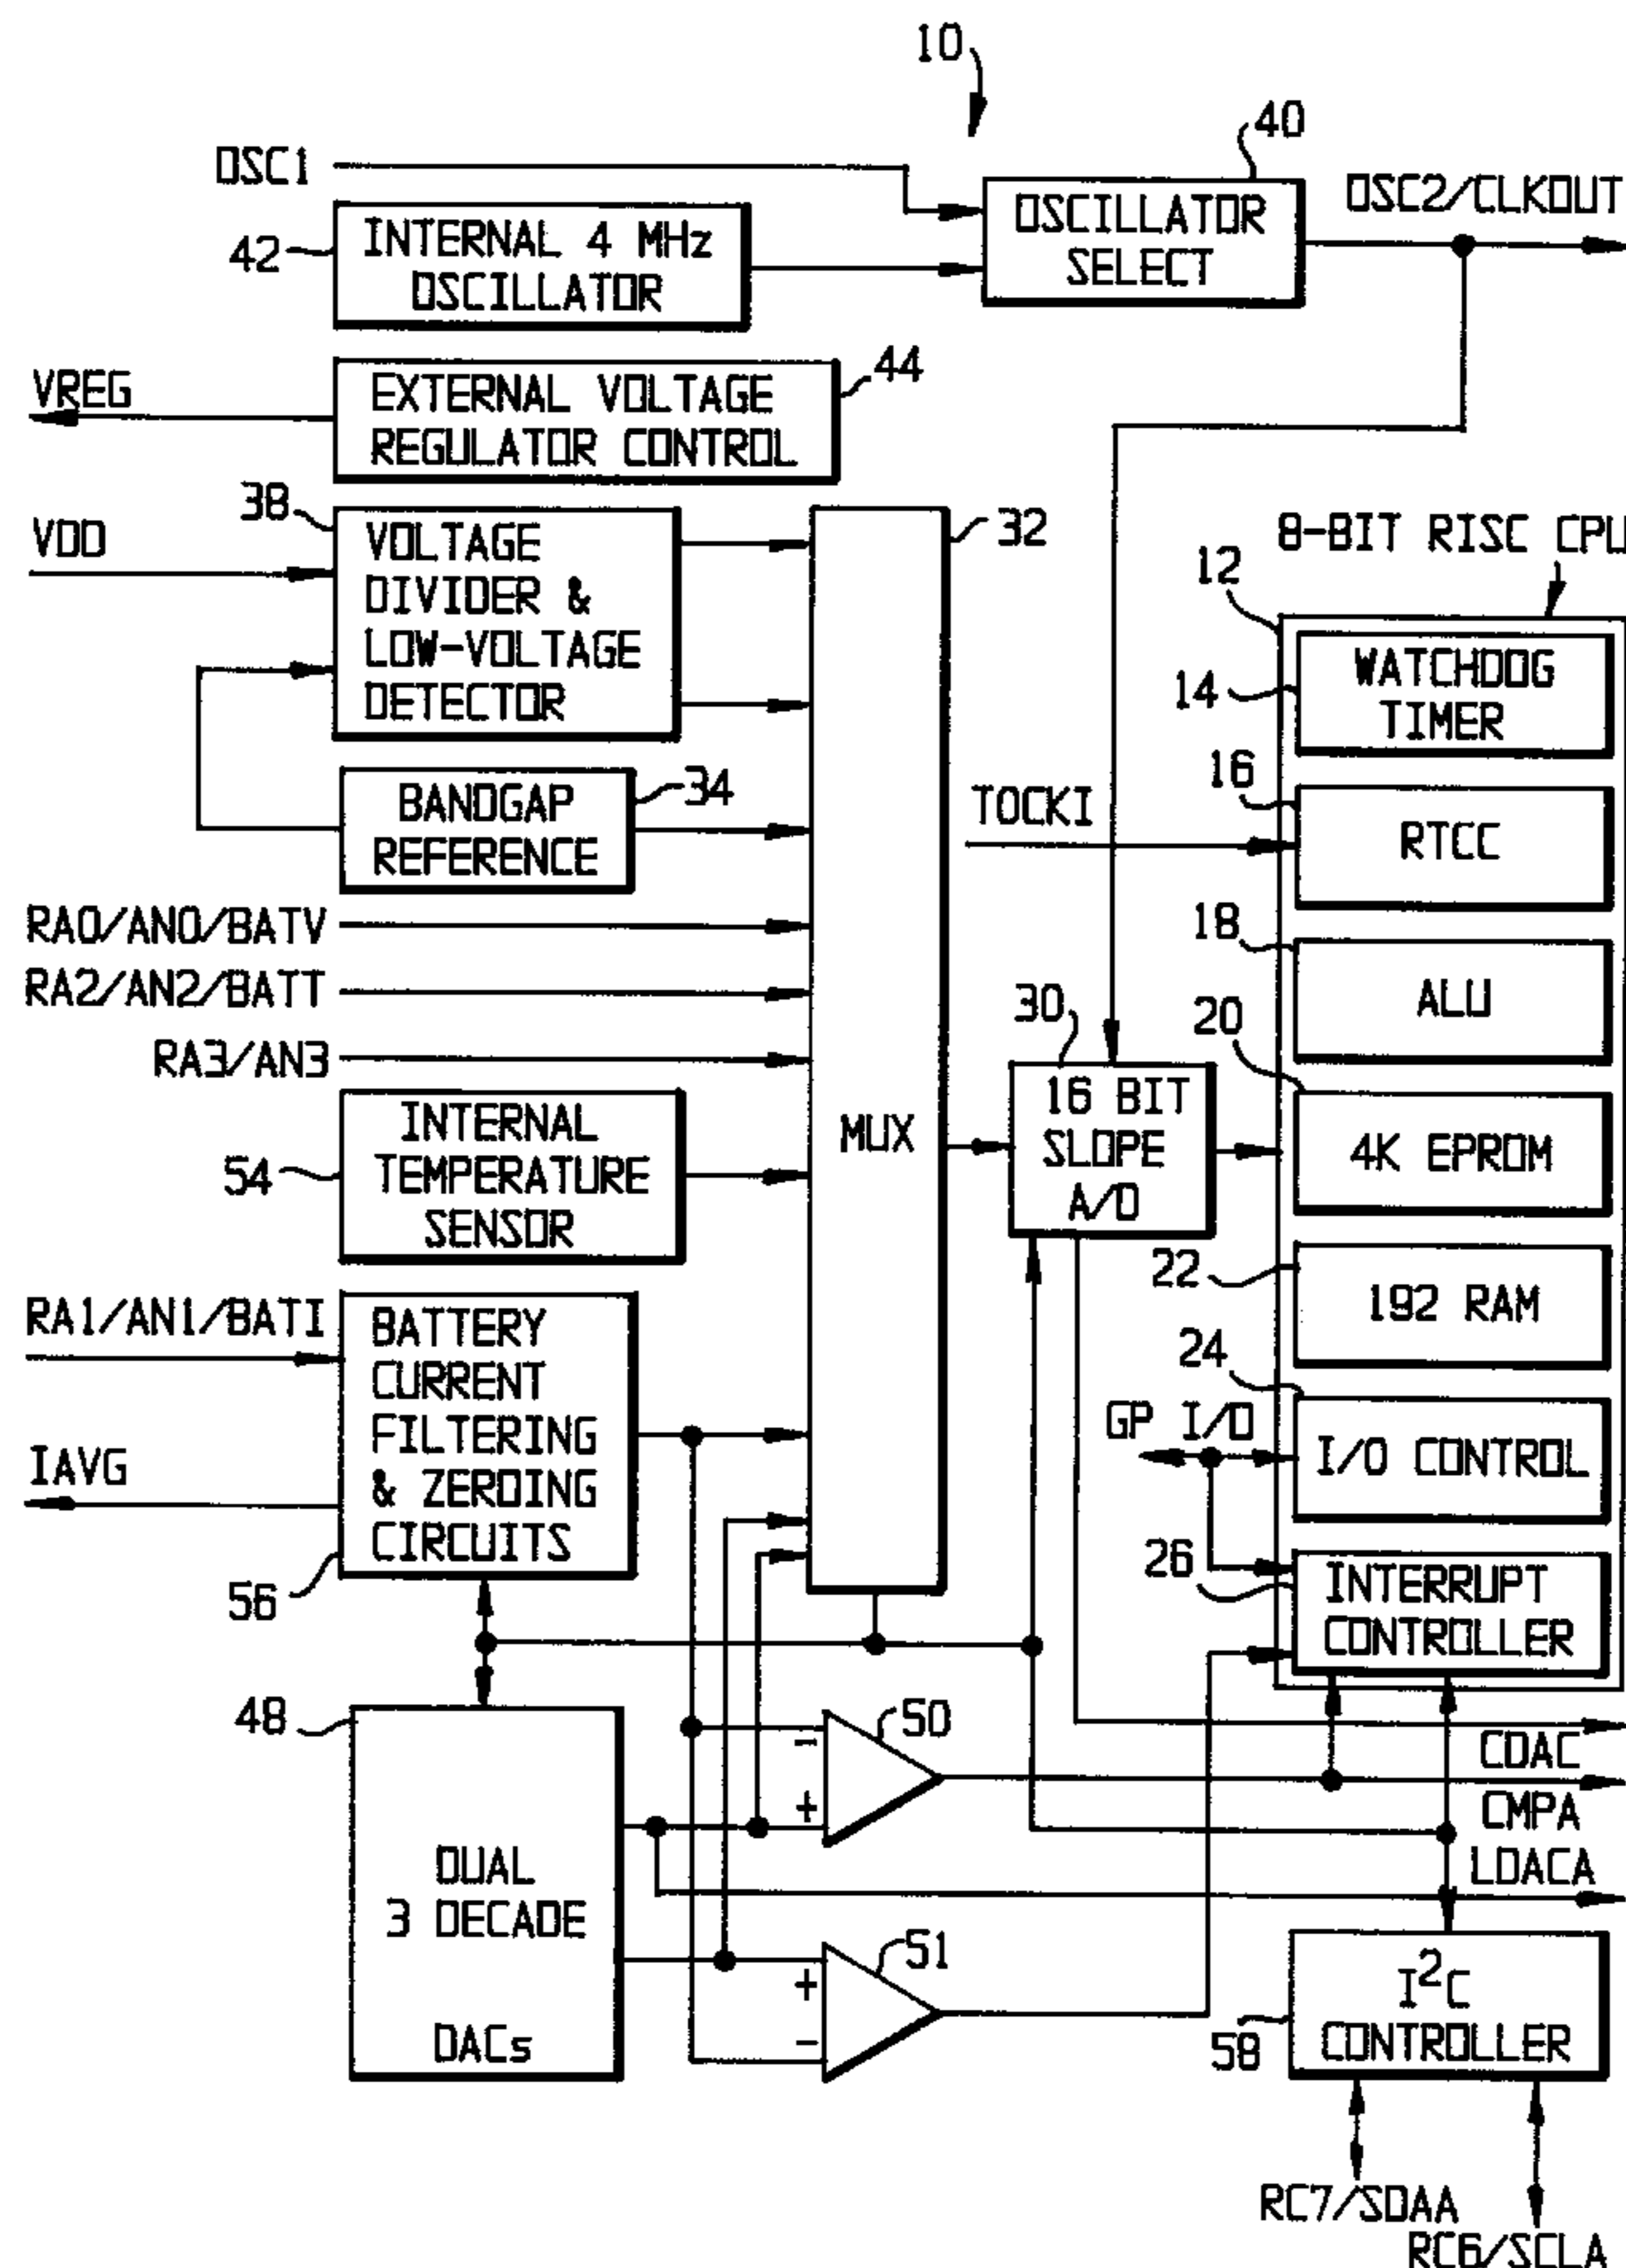 10
OSC1
40
OSC2/CLKOUT
42
INTERNAL 4 MHz
OSCILLATOR
OSCILLATOR
SELECT
VREG
44
EXTERNAL VOLTAGE
REGULATOR CONTROL
38
VDD
VOLTAGE
DIVIDER &
LOW-VOLTAGE
DETECTOR
32
8-BIT RISC CPU
12
14
WATCHDOG
TIMER
34
BANDGAP
REFERENCE
TOCKI
16
RTCC
RA0/AN0/BATV
RA2/AN2/BATT
RA3/AN3
18
ALU
MUX
30
16 BIT
SLOPE
A/D
20
4K EPROM
54
INTERNAL
TEMPERATURE
SENSOR
22
192 RAM
RA1/AN1/BATI
BATTERY
CURRENT
FILTERING
& ZEROING
CIRCUITS
56
IAVG
24
GP I/O
I/O CONTROL
26
INTERRUPT
CONTROLLER
48
DUAL
3 DECADE
DACs
50
-
+
CDAC
CMPA
LDACA
51
+
-
58
I²C
CONTROLLER
RC7/SDAA
RC6/SCLA